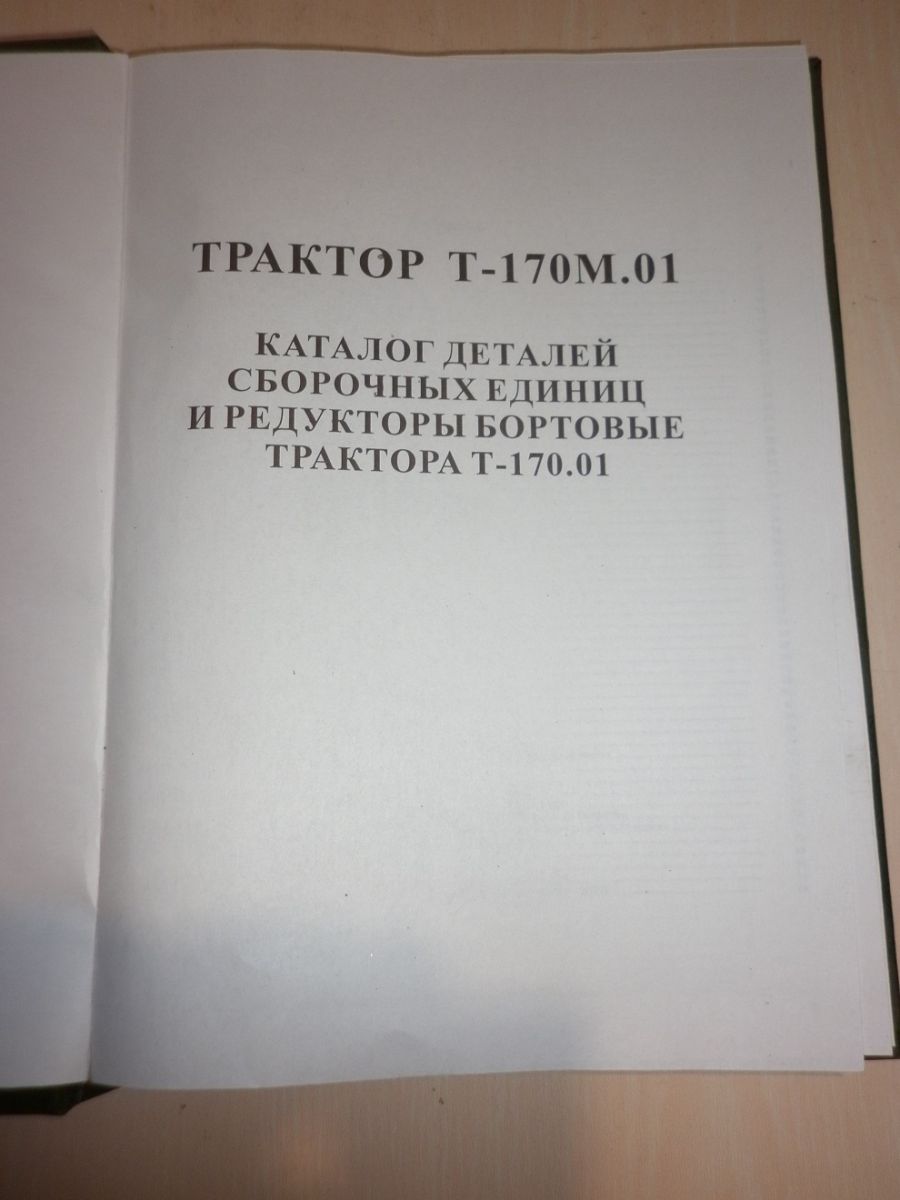 ТРАКТОР Т-170М.01
КАТАЛОГ ДЕТАЛЕЙ
СБОРОЧНЫХ ЕДИНИЦ
И РЕДУКТОРЫ БОРТОВЫЕ
ТРАКТОРА Т-170.01